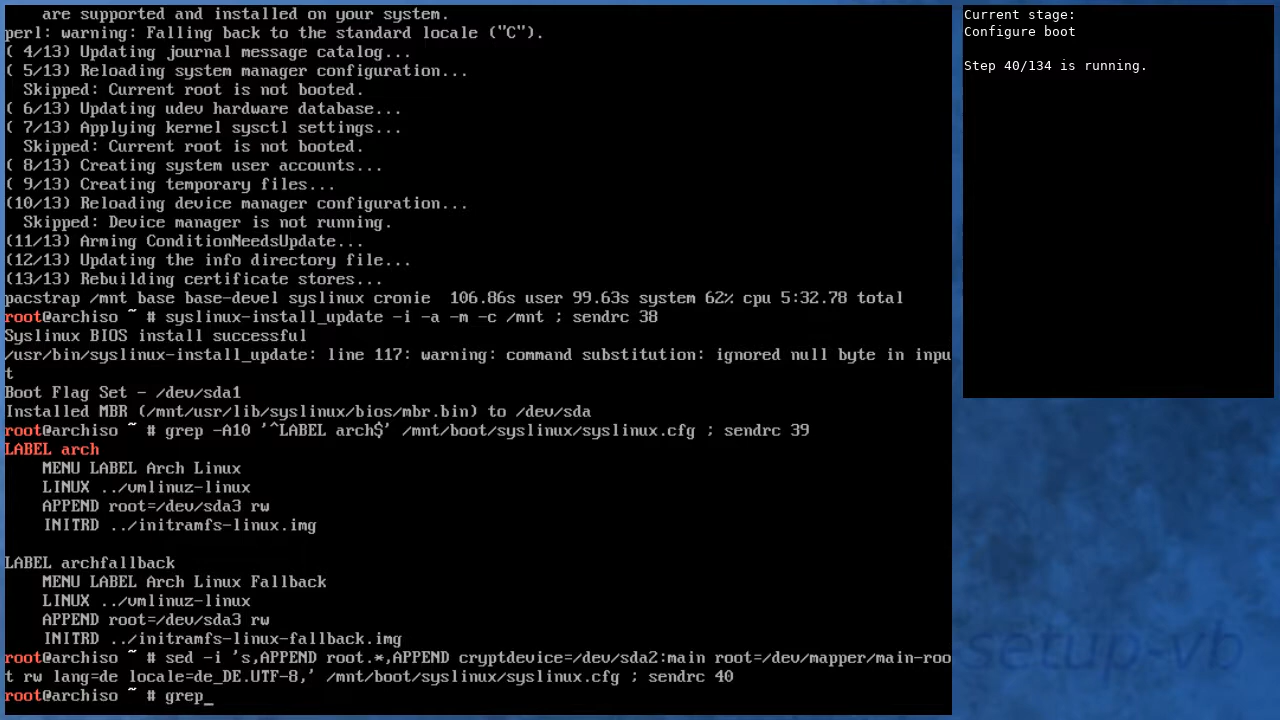 are supported and installed on your system.
perl: warning: Falling back to the standard locale ("C").
( 4/13) Updating journal message catalog...
( 5/13) Reloading system manager configuration...
  Skipped: Current root is not booted.
( 6/13) Updating udev hardware database...
( 7/13) Applying kernel sysctl settings...
  Skipped: Current root is not booted.
( 8/13) Creating system user accounts...
( 9/13) Creating temporary files...
(10/13) Reloading device manager configuration...
  Skipped: Device manager is not running.
(11/13) Arming ConditionNeedsUpdate...
(12/13) Updating the info directory file...
(13/13) Rebuilding certificate stores...
pacstrap /mnt base base-devel syslinux cronie  106.86s user 99.63s system 62% cpu 5:32.78 total
root@archiso ~ # syslinux-install_update -i -a -m -c /mnt ; sendrc 38
Syslinux BIOS install successful
/usr/bin/syslinux-install_update: line 117: warning: command substitution: ignored null byte in inpu
t
Boot Flag Set - /dev/sda1
Installed MBR (/mnt/usr/lib/syslinux/bios/mbr.bin) to /dev/sda
root@archiso ~ # grep -A10 '^LABEL arch$' /mnt/boot/syslinux/syslinux.cfg ; sendrc 39
LABEL arch
    MENU LABEL Arch Linux
    LINUX ../vmlinuz-linux
    APPEND root=/dev/sda3 rw
    INITRD ../initramfs-linux.img

LABEL archfallback
    MENU LABEL Arch Linux Fallback
    LINUX ../vmlinuz-linux
    APPEND root=/dev/sda3 rw
    INITRD ../initramfs-linux-fallback.img
root@archiso ~ # sed -i 's,APPEND root.*,APPEND cryptdevice=/dev/sda2:main root=/dev/mapper/main-roo
t rw lang=de locale=de_DE.UTF-8,' /mnt/boot/syslinux/syslinux.cfg ; sendrc 40
root@archiso ~ # grep_
Current stage:
Configure boot

Step 40/134 is running.
setup-vb